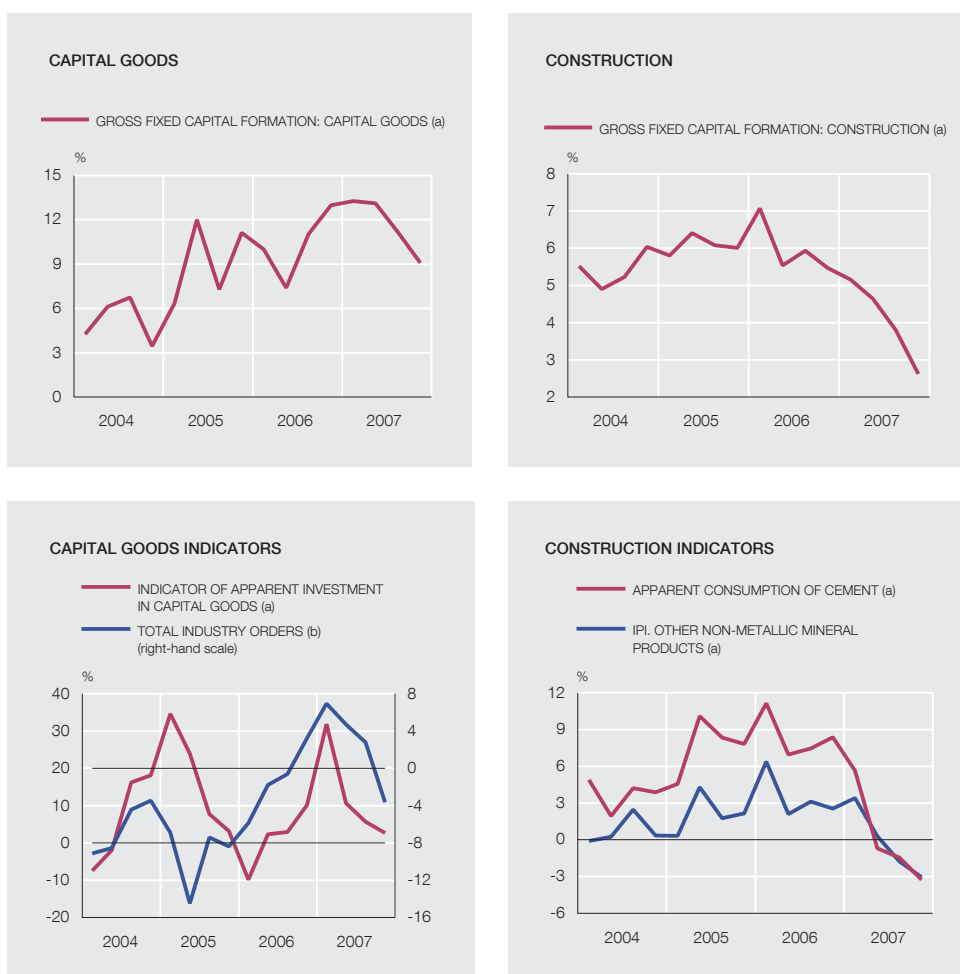 CAPITAL GOODS
GROSS FIXED CAPITAL FORMATION: CAPITAL GOODS (a)
%
15
12
9
6
3
0
2004 2005 2006 2007
CONSTRUCTION
GROSS FIXED CAPITAL FORMATION: CONSTRUCTION (a)
%
8
7
6
5
4
3
2
2004 2005 2006 2007
CAPITAL GOODS INDICATORS
INDICATOR OF APPARENT INVESTMENT
IN CAPITAL GOODS (a)
TOTAL INDUSTRY ORDERS (b)
(right-hand scale)
%
40 8
30 4
20 0
10 -4
0 -8
-10 -12
-20 -16
2004 2005 2006 2007
CONSTRUCTION INDICATORS
APPARENT CONSUMPTION OF CEMENT (a)
IPI. OTHER NON-METALLIC MINERAL
PRODUCTS (a)
%
12
9
6
3
0
-3
-6
2004 2005 2006 2007